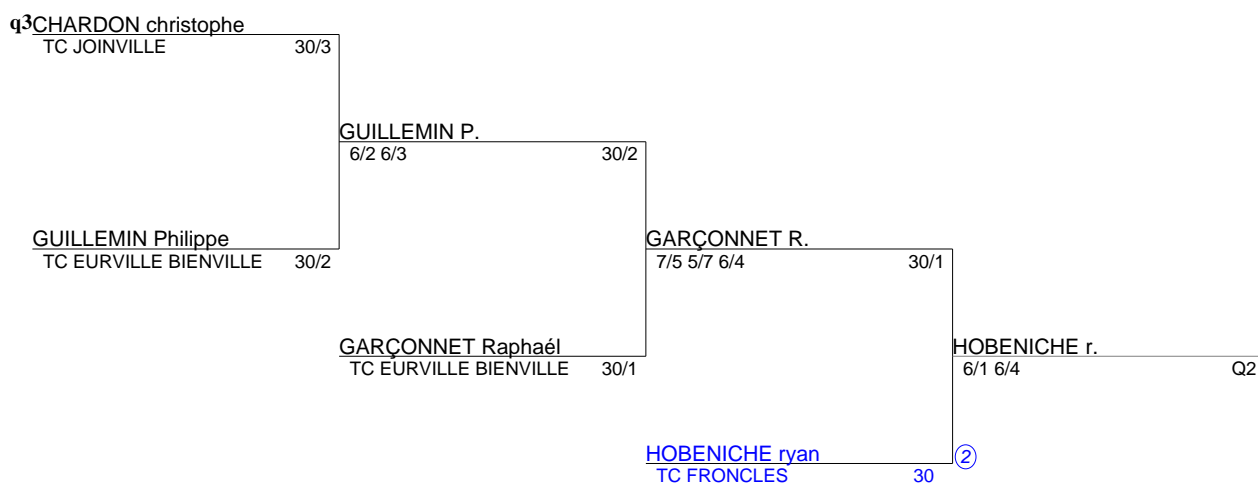 q3 CHARDON christophe
TC JOINVILLE 30/3
GUILLEMIN P.
6/2 6/3 30/2
GUILLEMIN Philippe
TC EURVILLE BIENVILLE 30/2
GARÇONNET R.
7/5 5/7 6/4 30/1
GARÇONNET Raphaél
TC EURVILLE BIENVILLE 30/1
HOBENICHE r.
6/1 6/4 Q2
HOBENICHE ryan 2
TC FRONCLES 30